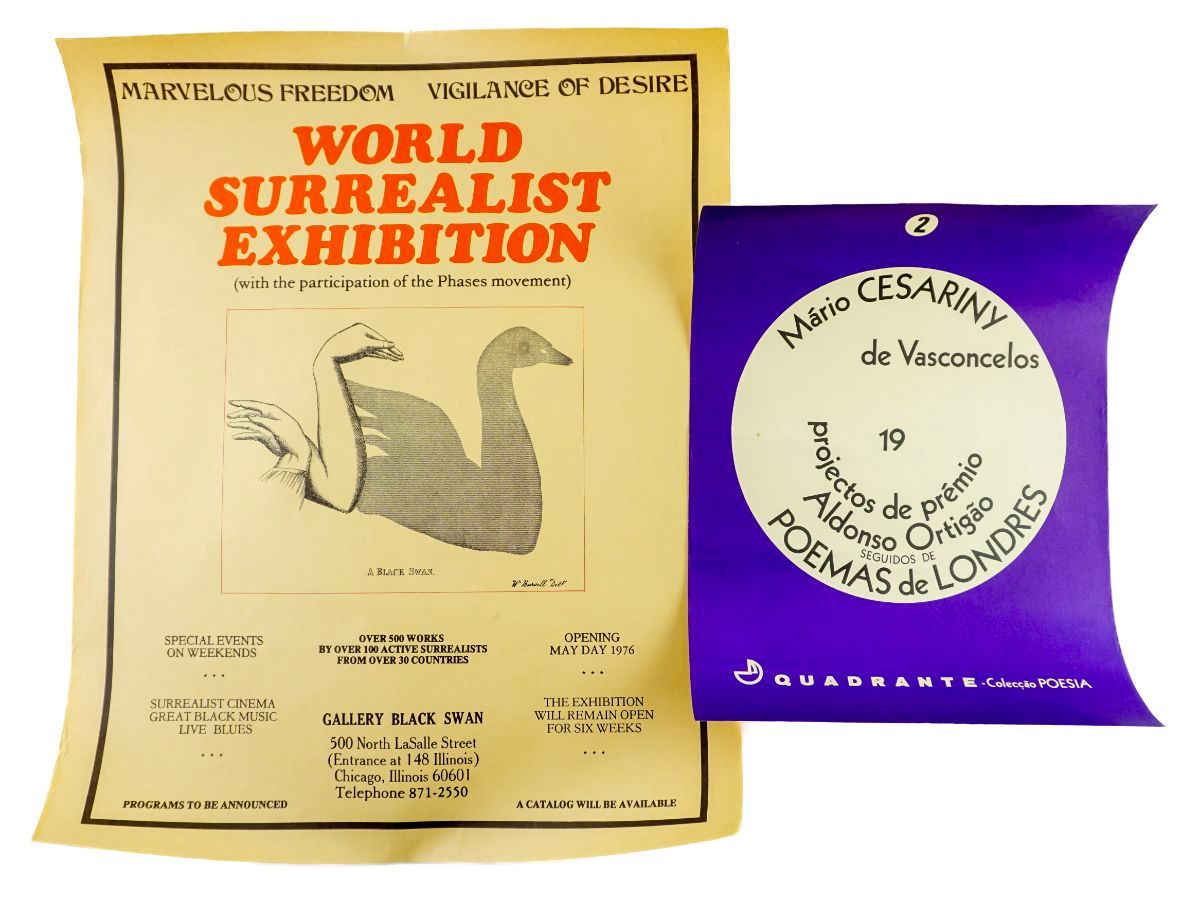 MARVELOUS FREEDOM VIGILANCE OF DESIRE
WORLD
SURREALIST
EXHIBITION
(with the participation of the Phases movement)
A BLACK SWAN.
Wm Bursill Delt
SPECIAL EVENTS
ON WEEKENDS
...
SURREALIST CINEMA
GREAT BLACK MUSIC
LIVE BLUES
...
PROGRAMS TO BE ANNOUNCED
OVER 500 WORKS
BY OVER 100 ACTIVE SURREALISTS
FROM OVER 30 COUNTRIES
GALLERY BLACK SWAN
500 North LaSalle Street
(Entrance at 148 Illinois)
Chicago, Illinois 60601
Telephone 871-2550
OPENING
MAY DAY 1976
...
THE EXHIBITION
WILL REMAIN OPEN
FOR SIX WEEKS
...
A CATALOG WILL BE AVAILABLE
2
Mário CESARINY
de Vasconcelos
19
projectos de prémio
Aldonso Ortigão
SEGUIDOS DE
POEMAS de LONDRES
QUADRANTE - Colecção POESIA